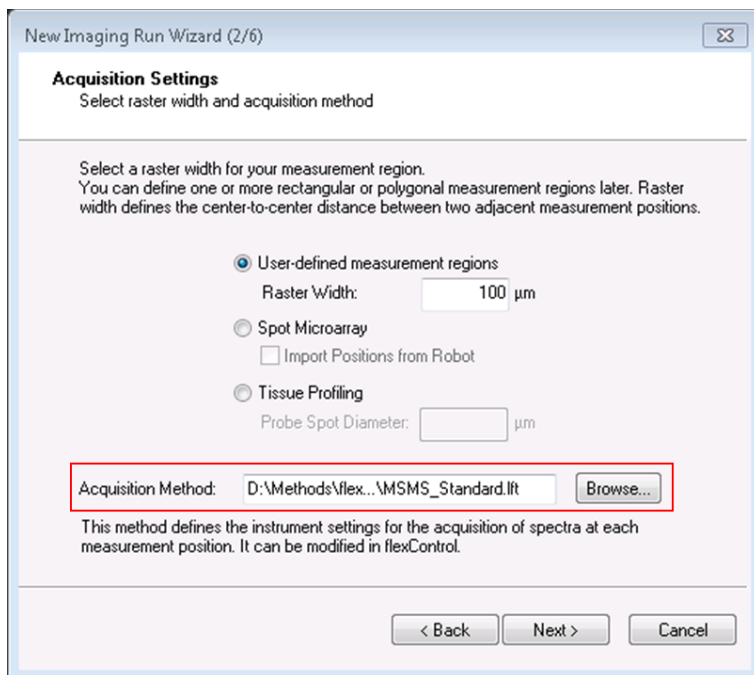 New Imaging Run Wizard (2/6)
Acquisition Settings
Select raster width and acquisition method
Select a raster width for your measurement region.
You can define one or more rectangular or polygonal measurement regions later. Raster
width defines the center-to-center distance between two adjacent measurement positions.
User-defined measurement regions
Raster Width: 100 µm
Spot Microarray
Import Positions from Robot
Tissue Profiling
Probe Spot Diameter: µm
Acquisition Method: D:\Methods\flex...\MSMS_Standard.lft Browse...
This method defines the instrument settings for the acquisition of spectra at each
measurement position. It can be modified in flexControl.
< Back Next > Cancel